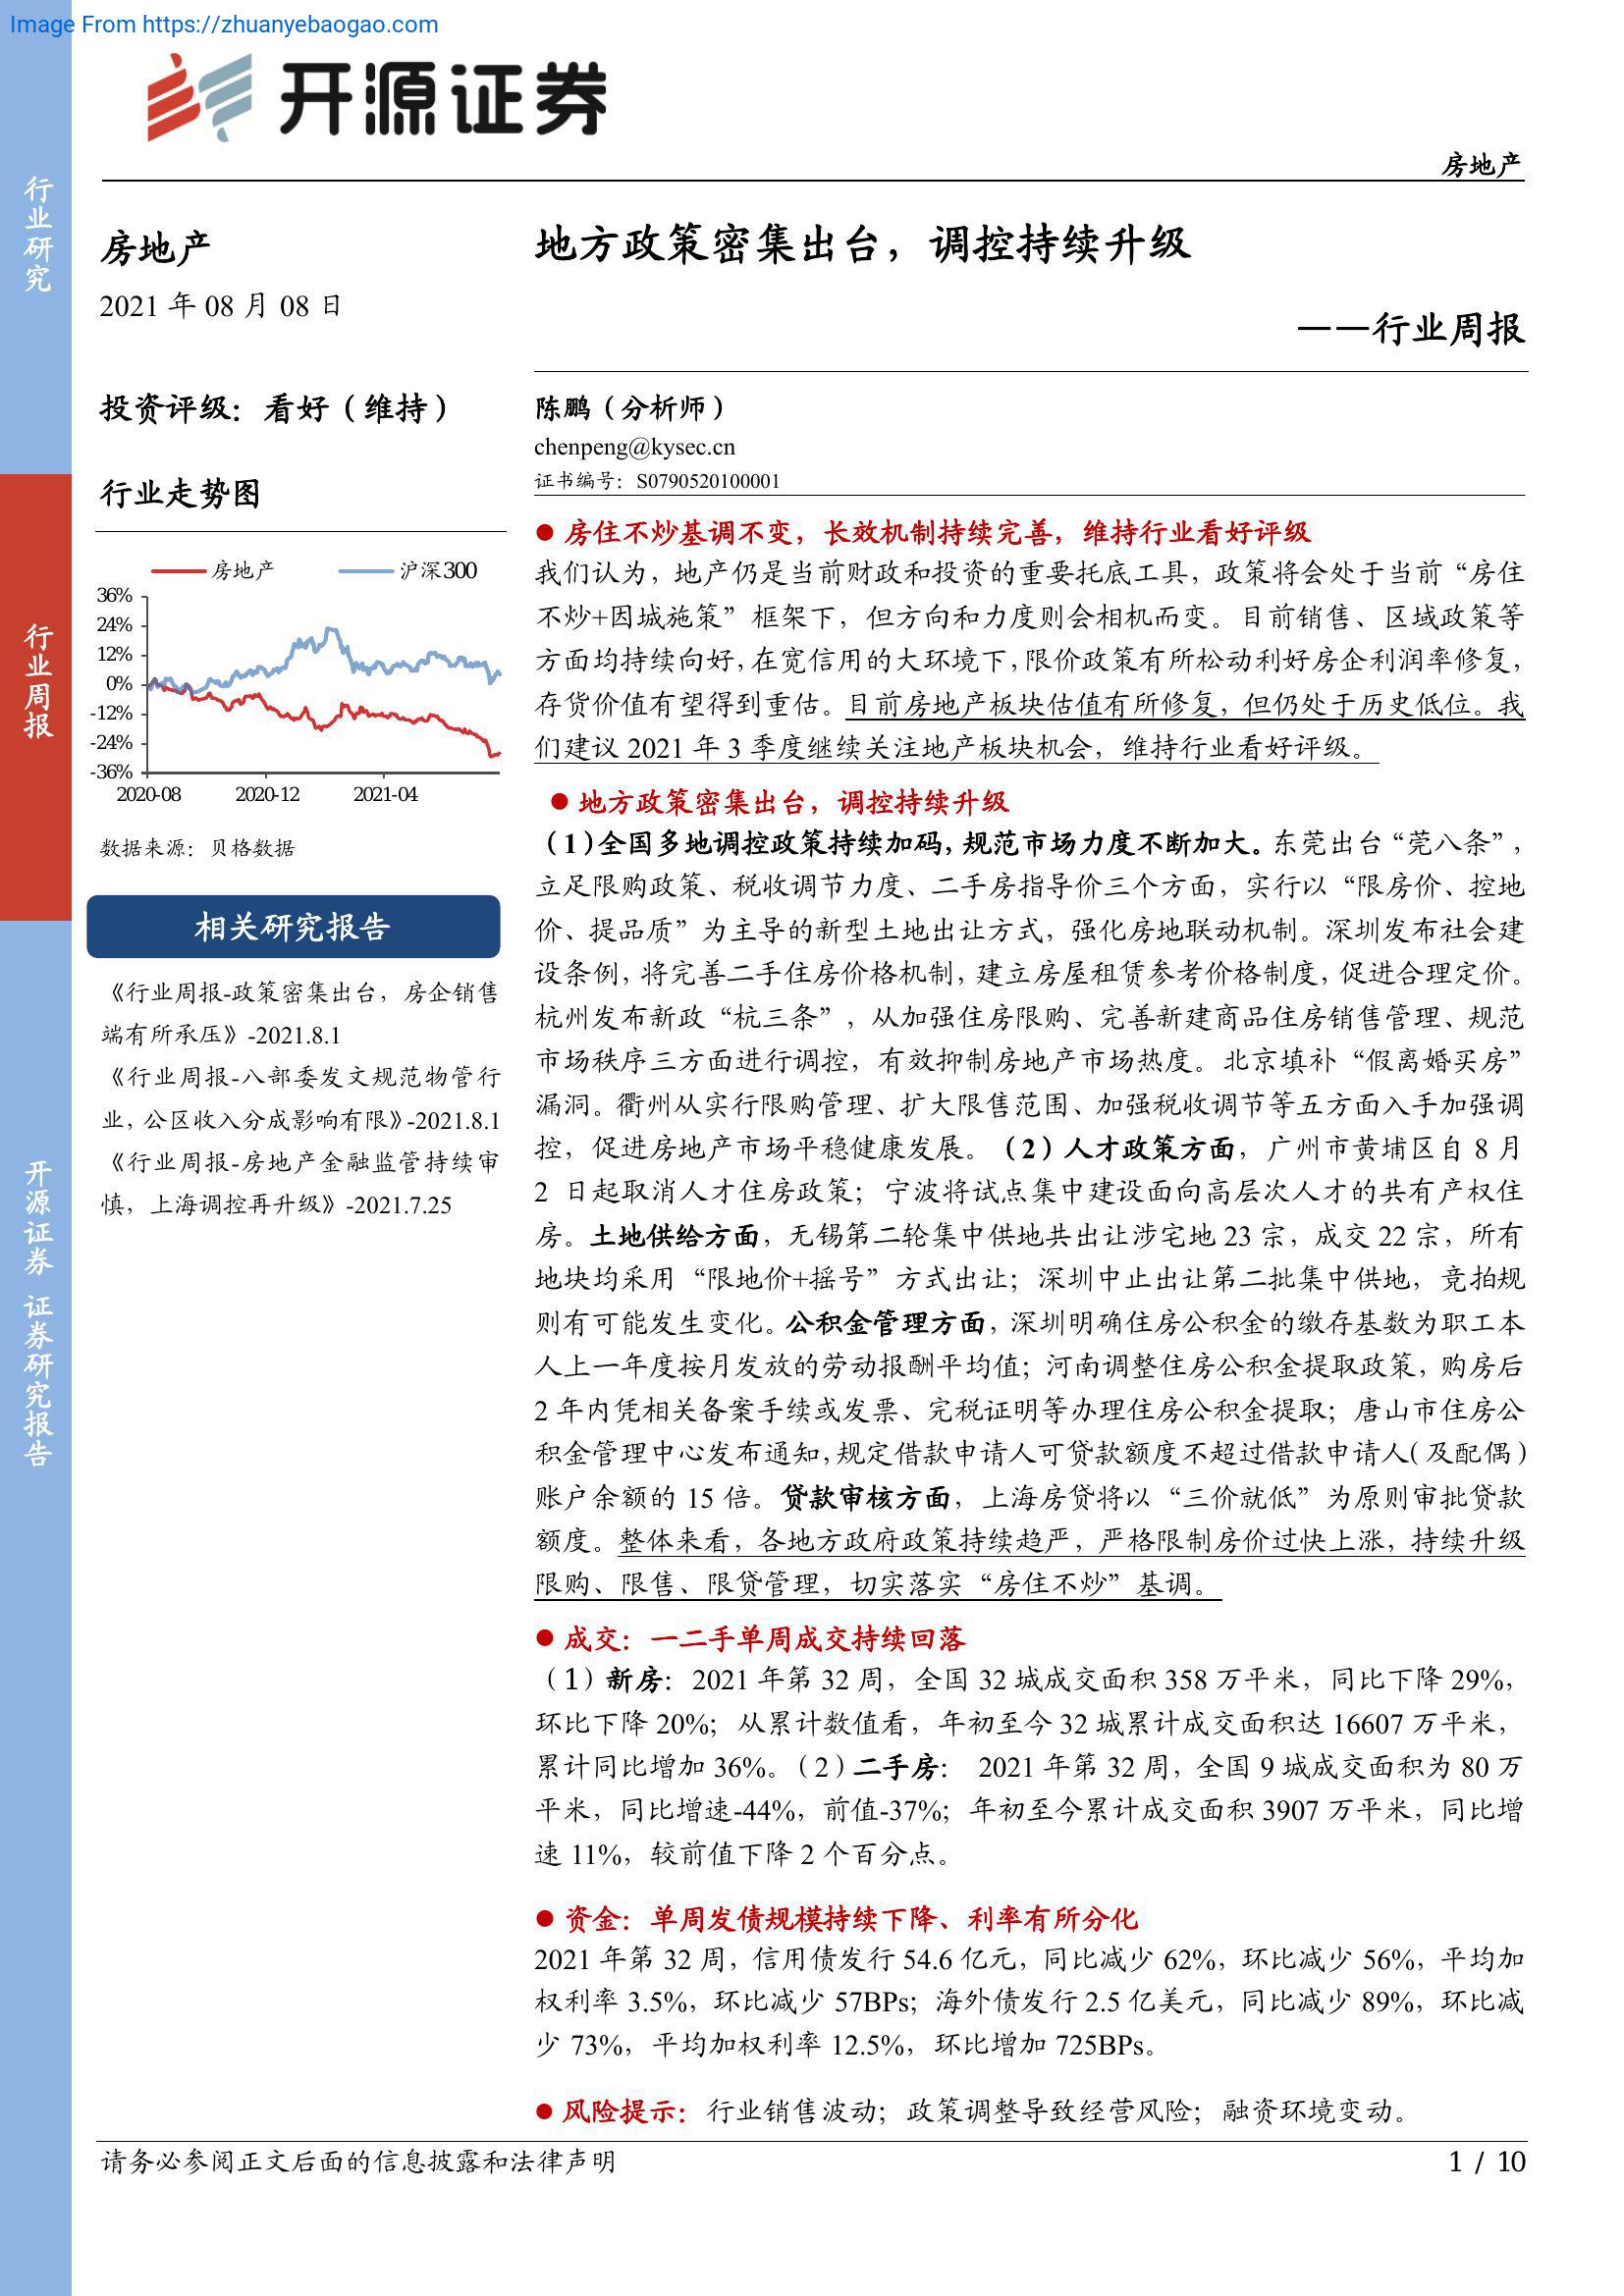 Image From https://zhuanyebaogao.com
开源证券
房地产
行业研究
行业周报
开源证券 证券研究报告
房地产
2021 年 08 月 08 日
投资评级：看好（维持）
行业走势图
房地产 沪深300
36%
24%
12%
0%
-12%
-24%
-36%
2020-08 2020-12 2021-04
数据来源：贝格数据
相关研究报告
《行业周报-政策密集出台，房企销售
端有所承压》-2021.8.1
《行业周报-八部委发文规范物管行
业，公区收入分成影响有限》-2021.8.1
《行业周报-房地产金融监管持续审
慎，上海调控再升级》-2021.7.25
地方政策密集出台，调控持续升级
——行业周报
陈鹏（分析师）
chenpeng@kysec.cn
证书编号：S0790520100001
● 房住不炒基调不变，长效机制持续完善，维持行业看好评级
我们认为，地产仍是当前财政和投资的重要托底工具，政策将会处于当前“房住
不炒+因城施策”框架下，但方向和力度则会相机而变。目前销售、区域政策等
方面均持续向好，在宽信用的大环境下，限价政策有所松动利好房企利润率修复，
存货价值有望得到重估。目前房地产板块估值有所修复，但仍处于历史低位。我
们建议 2021 年 3 季度继续关注地产板块机会，维持行业看好评级。
● 地方政策密集出台，调控持续升级
（1）全国多地调控政策持续加码，规范市场力度不断加大。东莞出台“莞八条”，
立足限购政策、税收调节力度、二手房指导价三个方面，实行以“限房价、控地
价、提品质”为主导的新型土地出让方式，强化房地联动机制。深圳发布社会建
设条例，将完善二手住房价格机制，建立房屋租赁参考价格制度，促进合理定价。
杭州发布新政“杭三条”，从加强住房限购、完善新建商品住房销售管理、规范
市场秩序三方面进行调控，有效抑制房地产市场热度。北京填补“假离婚买房”
漏洞。衢州从实行限购管理、扩大限售范围、加强税收调节等五方面入手加强调
控，促进房地产市场平稳健康发展。（2）人才政策方面，广州市黄埔区自 8 月
2 日起取消人才住房政策；宁波将试点集中建设面向高层次人才的共有产权住
房。土地供给方面，无锡第二轮集中供地共出让涉宅地 23 宗，成交 22 宗，所有
地块均采用“限地价+摇号”方式出让；深圳中止出让第二批集中供地，竞拍规
则有可能发生变化。公积金管理方面，深圳明确住房公积金的缴存基数为职工本
人上一年度按月发放的劳动报酬平均值；河南调整住房公积金提取政策，购房后
2 年内凭相关备案手续或发票、完税证明等办理住房公积金提取；唐山市住房公
积金管理中心发布通知，规定借款申请人可贷款额度不超过借款申请人（及配偶）
账户余额的 15 倍。贷款审核方面，上海房贷将以“三价就低”为原则审批贷款
额度。整体来看，各地方政府政策持续趋严，严格限制房价过快上涨，持续升级
限购、限售、限贷管理，切实落实“房住不炒”基调。
● 成交：一二手单周成交持续回落
（1）新房：2021 年第 32 周，全国 32 城成交面积 358 万平米，同比下降 29%，
环比下降 20%；从累计数值看，年初至今 32 城累计成交面积达 16607 万平米，
累计同比增加 36%。（2）二手房： 2021 年第 32 周，全国 9 城成交面积为 80 万
平米，同比增速-44%，前值-37%；年初至今累计成交面积 3907 万平米，同比增
速 11%，较前值下降 2 个百分点。
● 资金：单周发债规模持续下降、利率有所分化
2021 年第 32 周，信用债发行 54.6 亿元，同比减少 62%，环比减少 56%，平均加
权利率 3.5%，环比减少 57BPs；海外债发行 2.5 亿美元，同比减少 89%，环比减
少 73%，平均加权利率 12.5%，环比增加 725BPs。
● 风险提示：行业销售波动；政策调整导致经营风险；融资环境变动。
请务必参阅正文后面的信息披露和法律声明
1 / 10